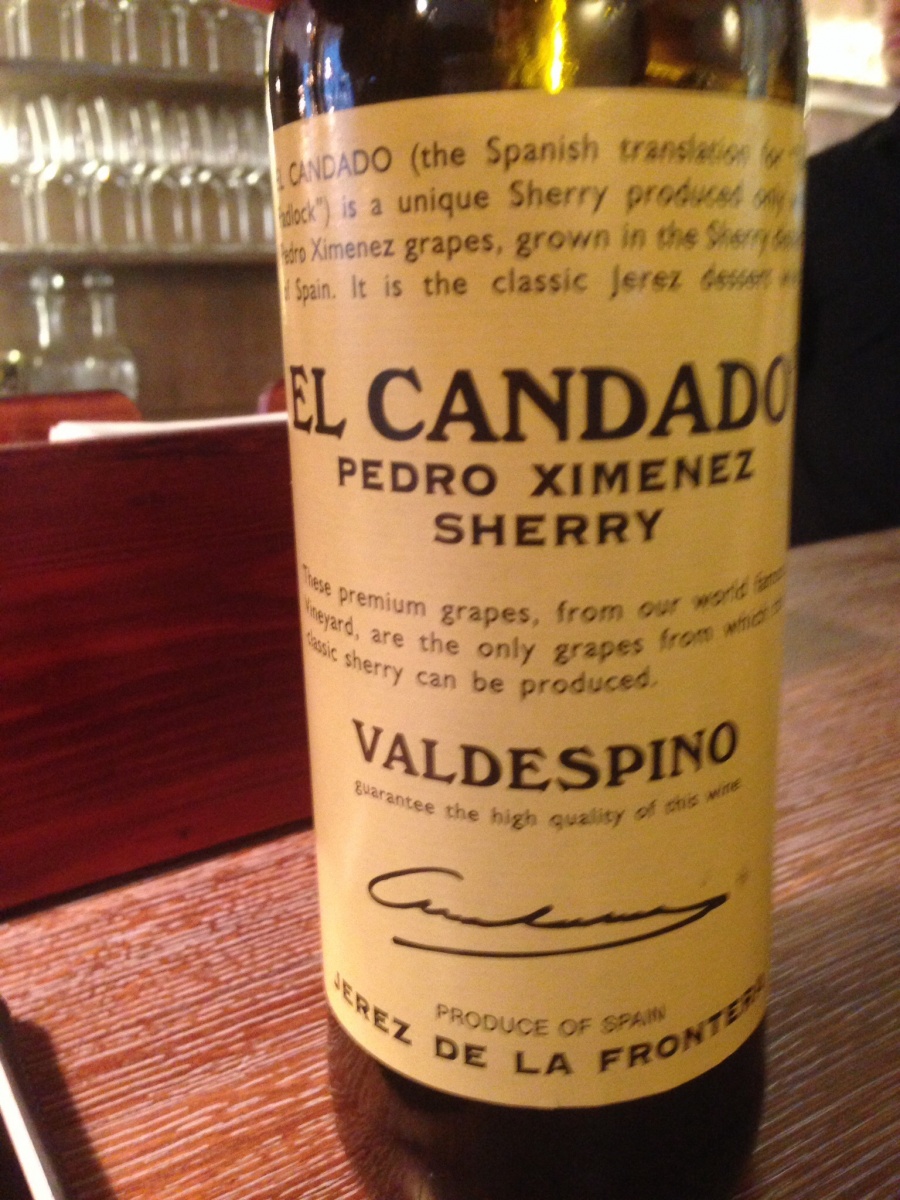 CANDADO (the Spanish translation for
is a unique Sherry produced only
Pedro Ximenez grapes, grown in the Sherry
of Spain. It is the classic Jerez dessert
EL CANDADO
PEDRO XIMENEZ
SHERRY
These premium grapes, from our world
Vineyard, are the only grapes from which
classic sherry can be produced.
VALDESPINO
guarantee the high quality of this wine
PRODUCE OF SPAIN
JEREZ DE LA FRONTERA